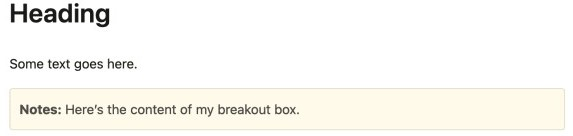 Heading
Some text goes here.
Notes: Here's the content of my breakout box.